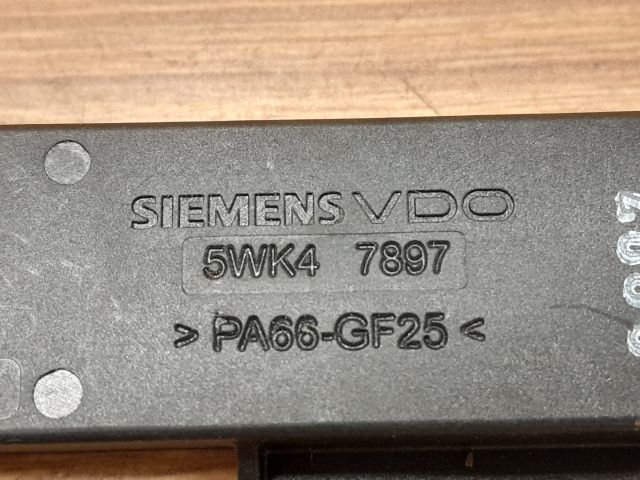 SIEMENS VDO
5WK4 7897
> PA66-GF25 <